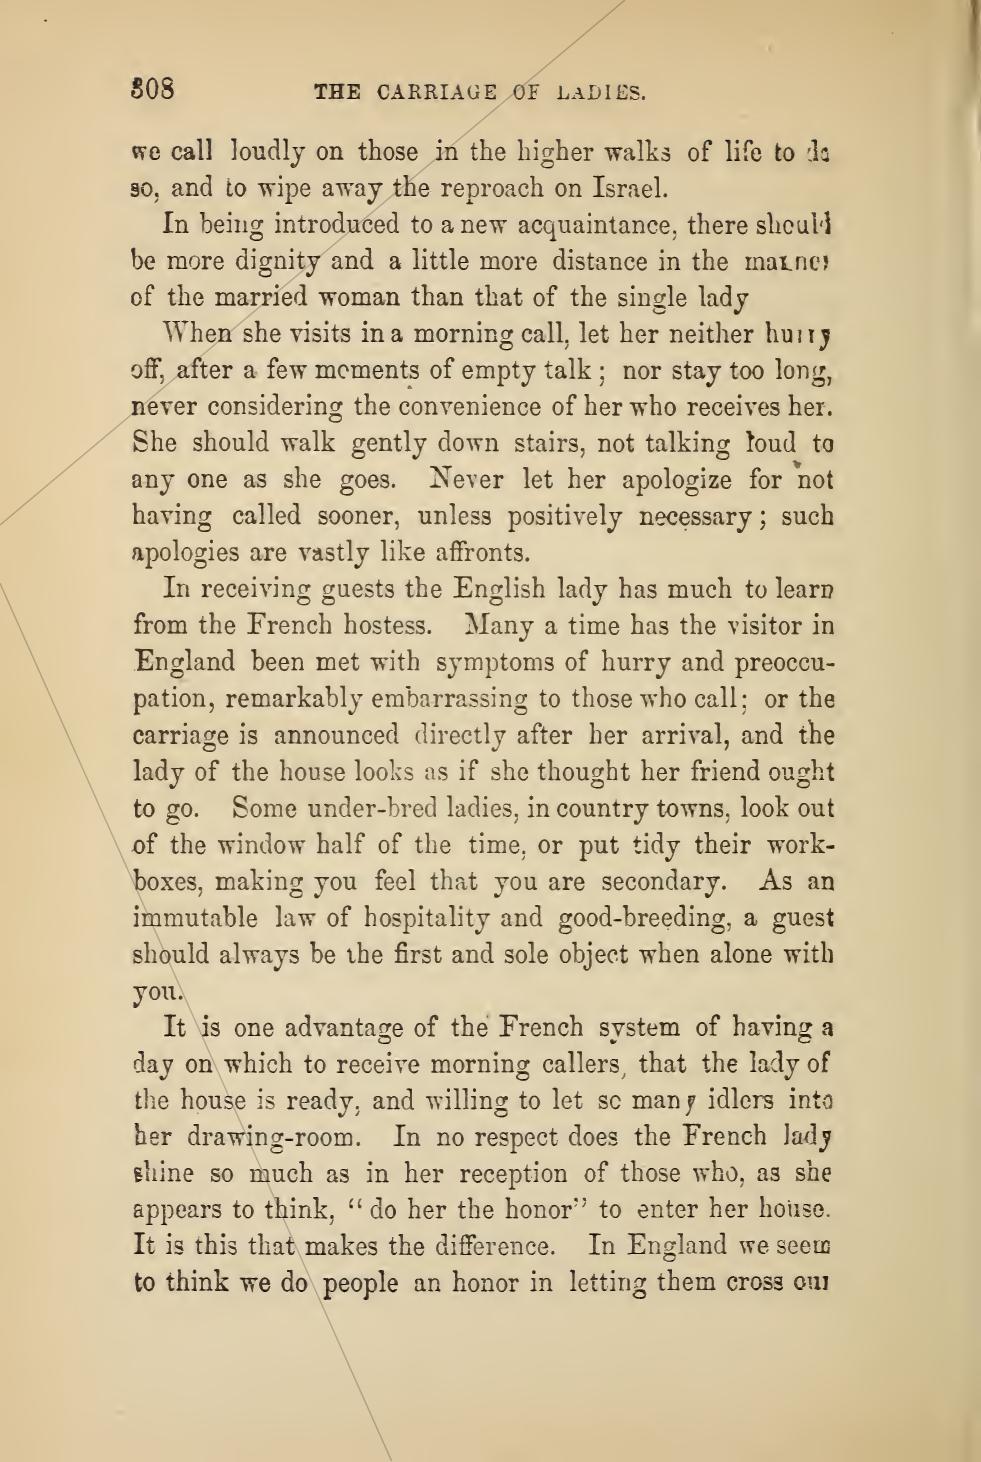 308 THE CARRIAGE OF LADIES.
we call loudly on those in the higher walks of life to do
so, and to wipe away the reproach on Israel.
In being introduced to a new acquaintance, there should
be more dignity and a little more distance in the manner
of the married woman than that of the single lady
When she visits in a morning call, let her neither hurry
off, after a few moments of empty talk; nor stay too long,
never considering the convenience of her who receives her.
She should walk gently down stairs, not talking loud to
any one as she goes. Never let her apologize for not
having called sooner, unless positively necessary; such
apologies are vastly like affronts.
In receiving guests the English lady has much to learn
from the French hostess. Many a time has the visitor in
England been met with symptoms of hurry and preoccu-
pation, remarkably embarrassing to those who call; or the
carriage is announced directly after her arrival, and the
lady of the house looks as if she thought her friend ought
to go. Some under-bred ladies, in country towns, look out
of the window half of the time, or put tidy their work-
boxes, making you feel that you are secondary. As an
immutable law of hospitality and good-breeding, a guest
should always be the first and sole object when alone with
you.
It is one advantage of the French system of having a
day on which to receive morning callers, that the lady of
the house is ready, and willing to let so many idlers into
her drawing-room. In no respect does the French lady
shine so much as in her reception of those who, as she
appears to think, "do her the honor" to enter her house.
It is this that makes the difference. In England we seem
to think we do people an honor in letting them cross our